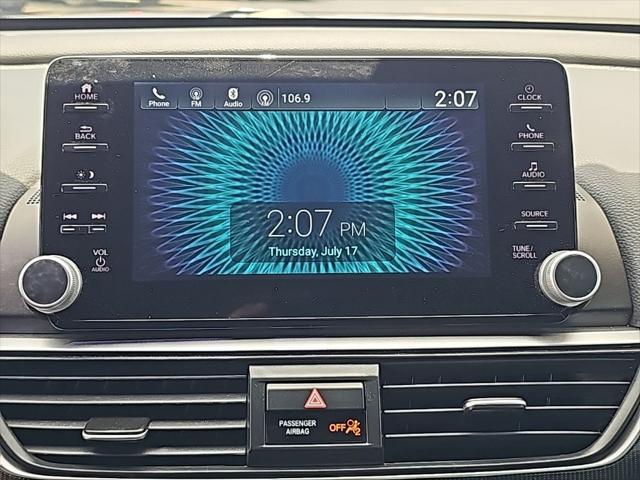 HOME
BACK
VOL
AUDIO
Phone
FM
Audio
106.9
2:07
2:07 PM
Thursday, July 17
CLOCK
PHONE
AUDIO
SOURCE
TUNE/
SCROLL
PASSENGER
AIRBAG
OFF
2